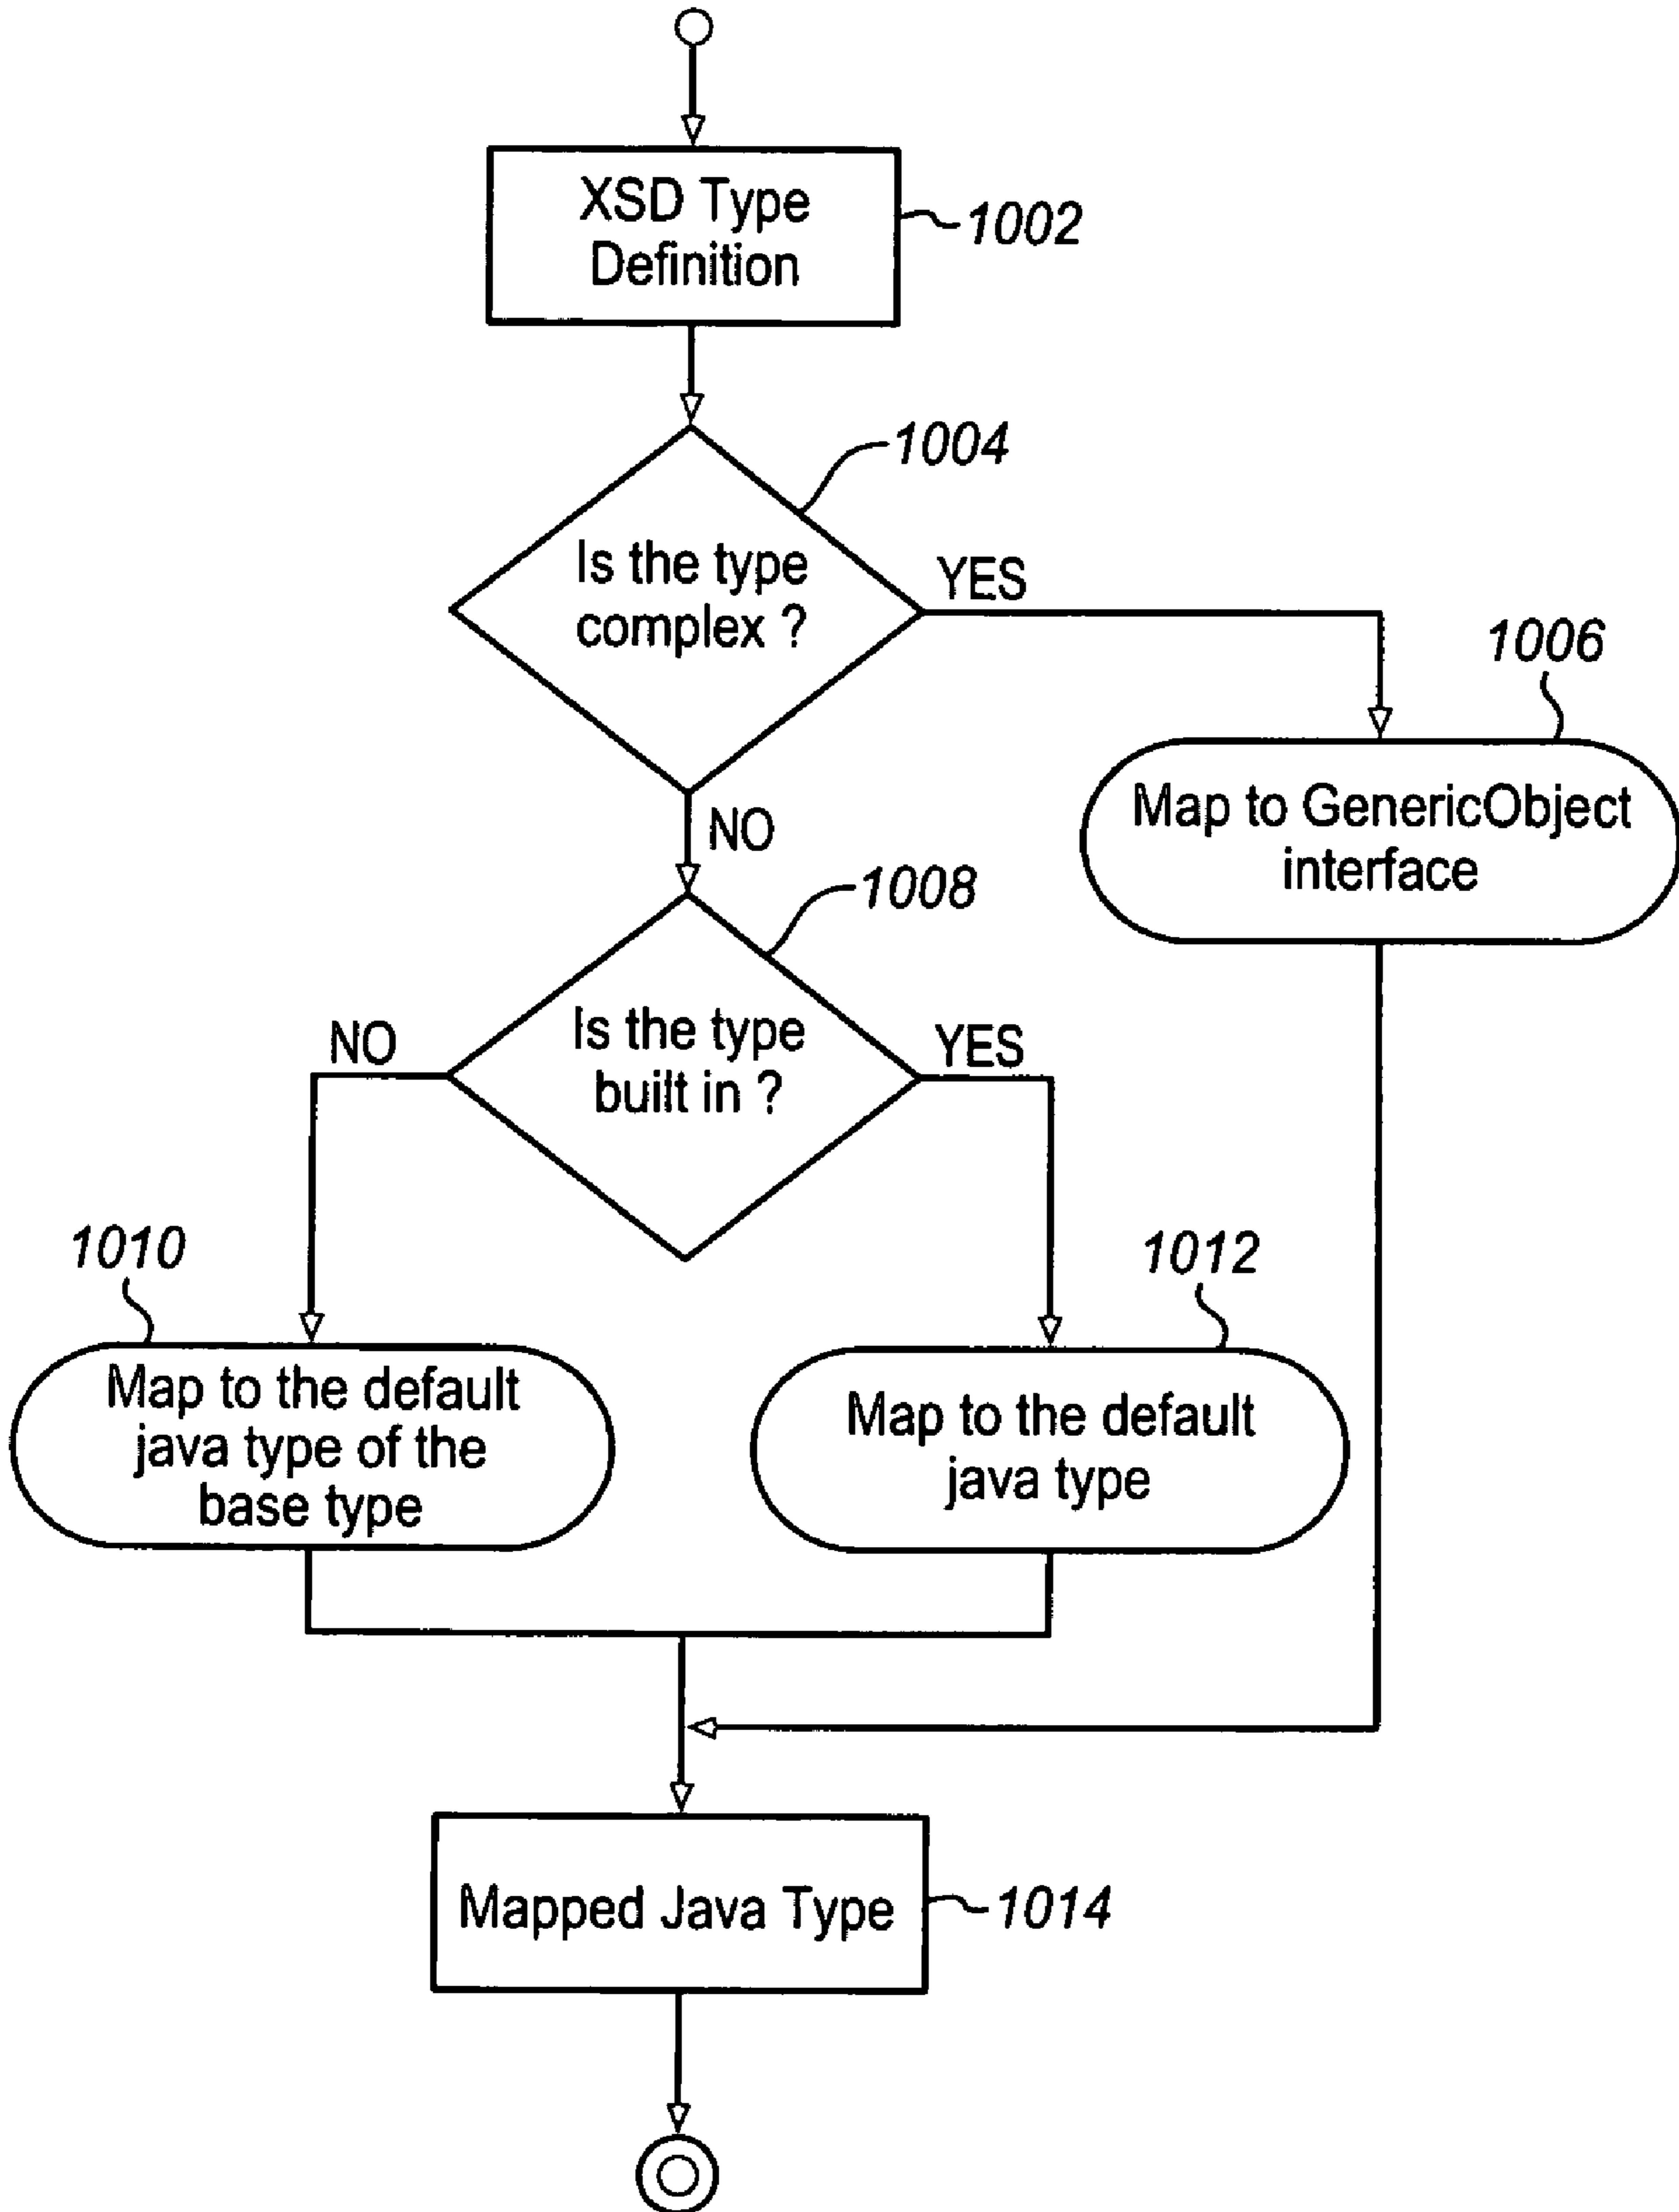 XSD Type
Definition
1002
1004
Is the type
complex ?
YES
1006
Map to GenericObject
interface
NO
1008
Is the type
built in ?
NO
YES
1010
Map to the default
java type of the
base type
1012
Map to the default
java type
Mapped Java Type
1014